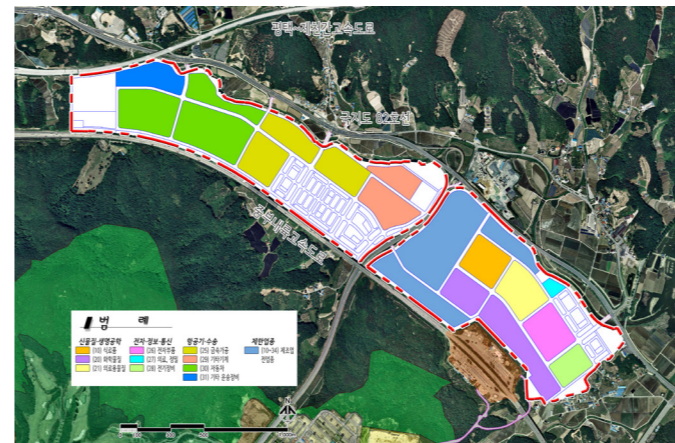 평택-제천간고속도로
국지도 82호선
중부내륙고속도로
범 례
신물질·생명공학
전자·정보·통신
항공기·수송
제한업종
(10) 식료품
(26) 전자부품
(25) 금속가공
(10~34) 제조업
(20) 화학물질
(27) 의료, 정밀
(29) 기타기계
전업종
(21) 의료용물질
(28) 전기장비
(30) 자동차
(31) 기타 운송장비